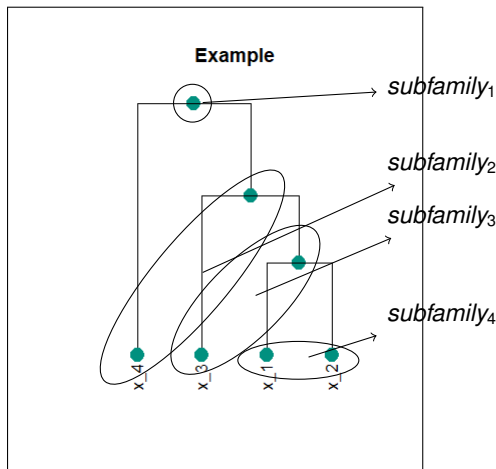 Example
subfamily₁
subfamily₂
subfamily₃
subfamily₄
x_4
x_3
x_1
x_2